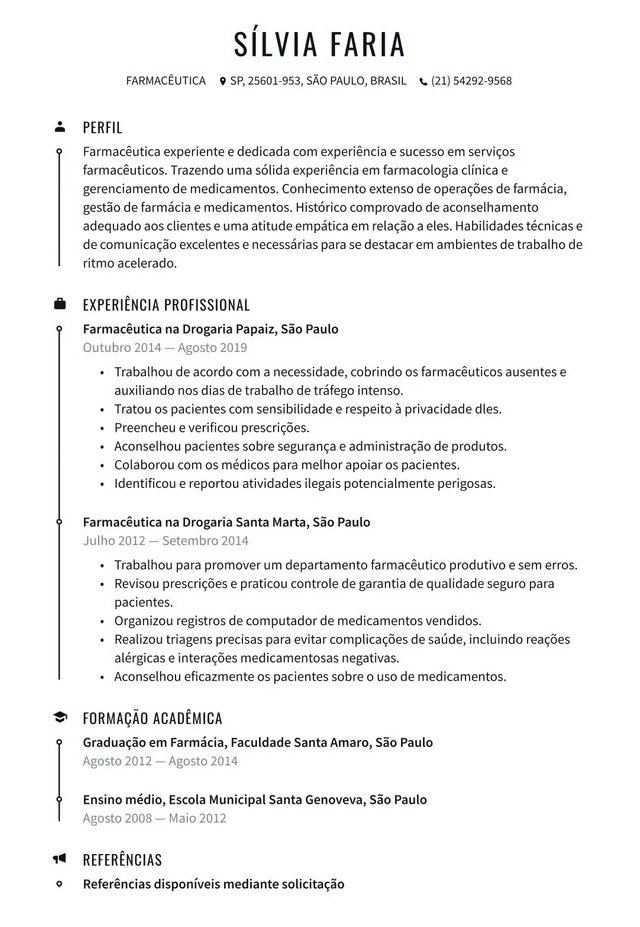 SÍLVIA FARIA
FARMACÊUTICA SP, 25601-953, SÃO PAULO, BRASIL (21) 54292-9568
PERFIL
Farmacêutica experiente e dedicada com experiência e sucesso em serviços
farmacêuticos. Trazendo uma sólida experiência em farmacologia clínica e
gerenciamento de medicamentos. Conhecimento extenso de operações de farmácia,
gestão de farmácia e medicamentos. Histórico comprovado de aconselhamento
adequado aos clientes e uma atitude empática em relação a eles. Habilidades técnicas e
de comunicação excelentes e necessárias para se destacar em ambientes de trabalho de
ritmo acelerado.
EXPERIÊNCIA PROFISSIONAL
Farmacêutica na Drogaria Papaiz, São Paulo
Outubro 2014 — Agosto 2019
• Trabalhou de acordo com a necessidade, cobrindo os farmacêuticos ausentes e
auxiliando nos dias de trabalho de tráfego intenso.
• Tratou os pacientes com sensibilidade e respeito à privacidade dles.
• Preencheu e verificou prescrições.
• Aconselhou pacientes sobre segurança e administração de produtos.
• Colaborou com os médicos para melhor apoiar os pacientes.
• Identificou e reportou atividades ilegais potencialmente perigosas.
Farmacêutica na Drogaria Santa Marta, São Paulo
Julho 2012 — Setembro 2014
• Trabalhou para promover um departamento farmacêutico produtivo e sem erros.
• Revisou prescrições e praticou controle de garantia de qualidade seguro para
pacientes.
• Organizou registros de computador de medicamentos vendidos.
• Realizou triagens precisas para evitar complicações de saúde, incluindo reações
alérgicas e interações medicamentosas negativas.
• Aconselhou eficazmente os pacientes sobre o uso de medicamentos.
FORMAÇÃO ACADÊMICA
Graduação em Farmácia, Faculdade Santa Amaro, São Paulo
Agosto 2012 — Agosto 2014
Ensino médio, Escola Municipal Santa Genoveva, São Paulo
Agosto 2008 — Maio 2012
REFERÊNCIAS
Referências disponíveis mediante solicitação